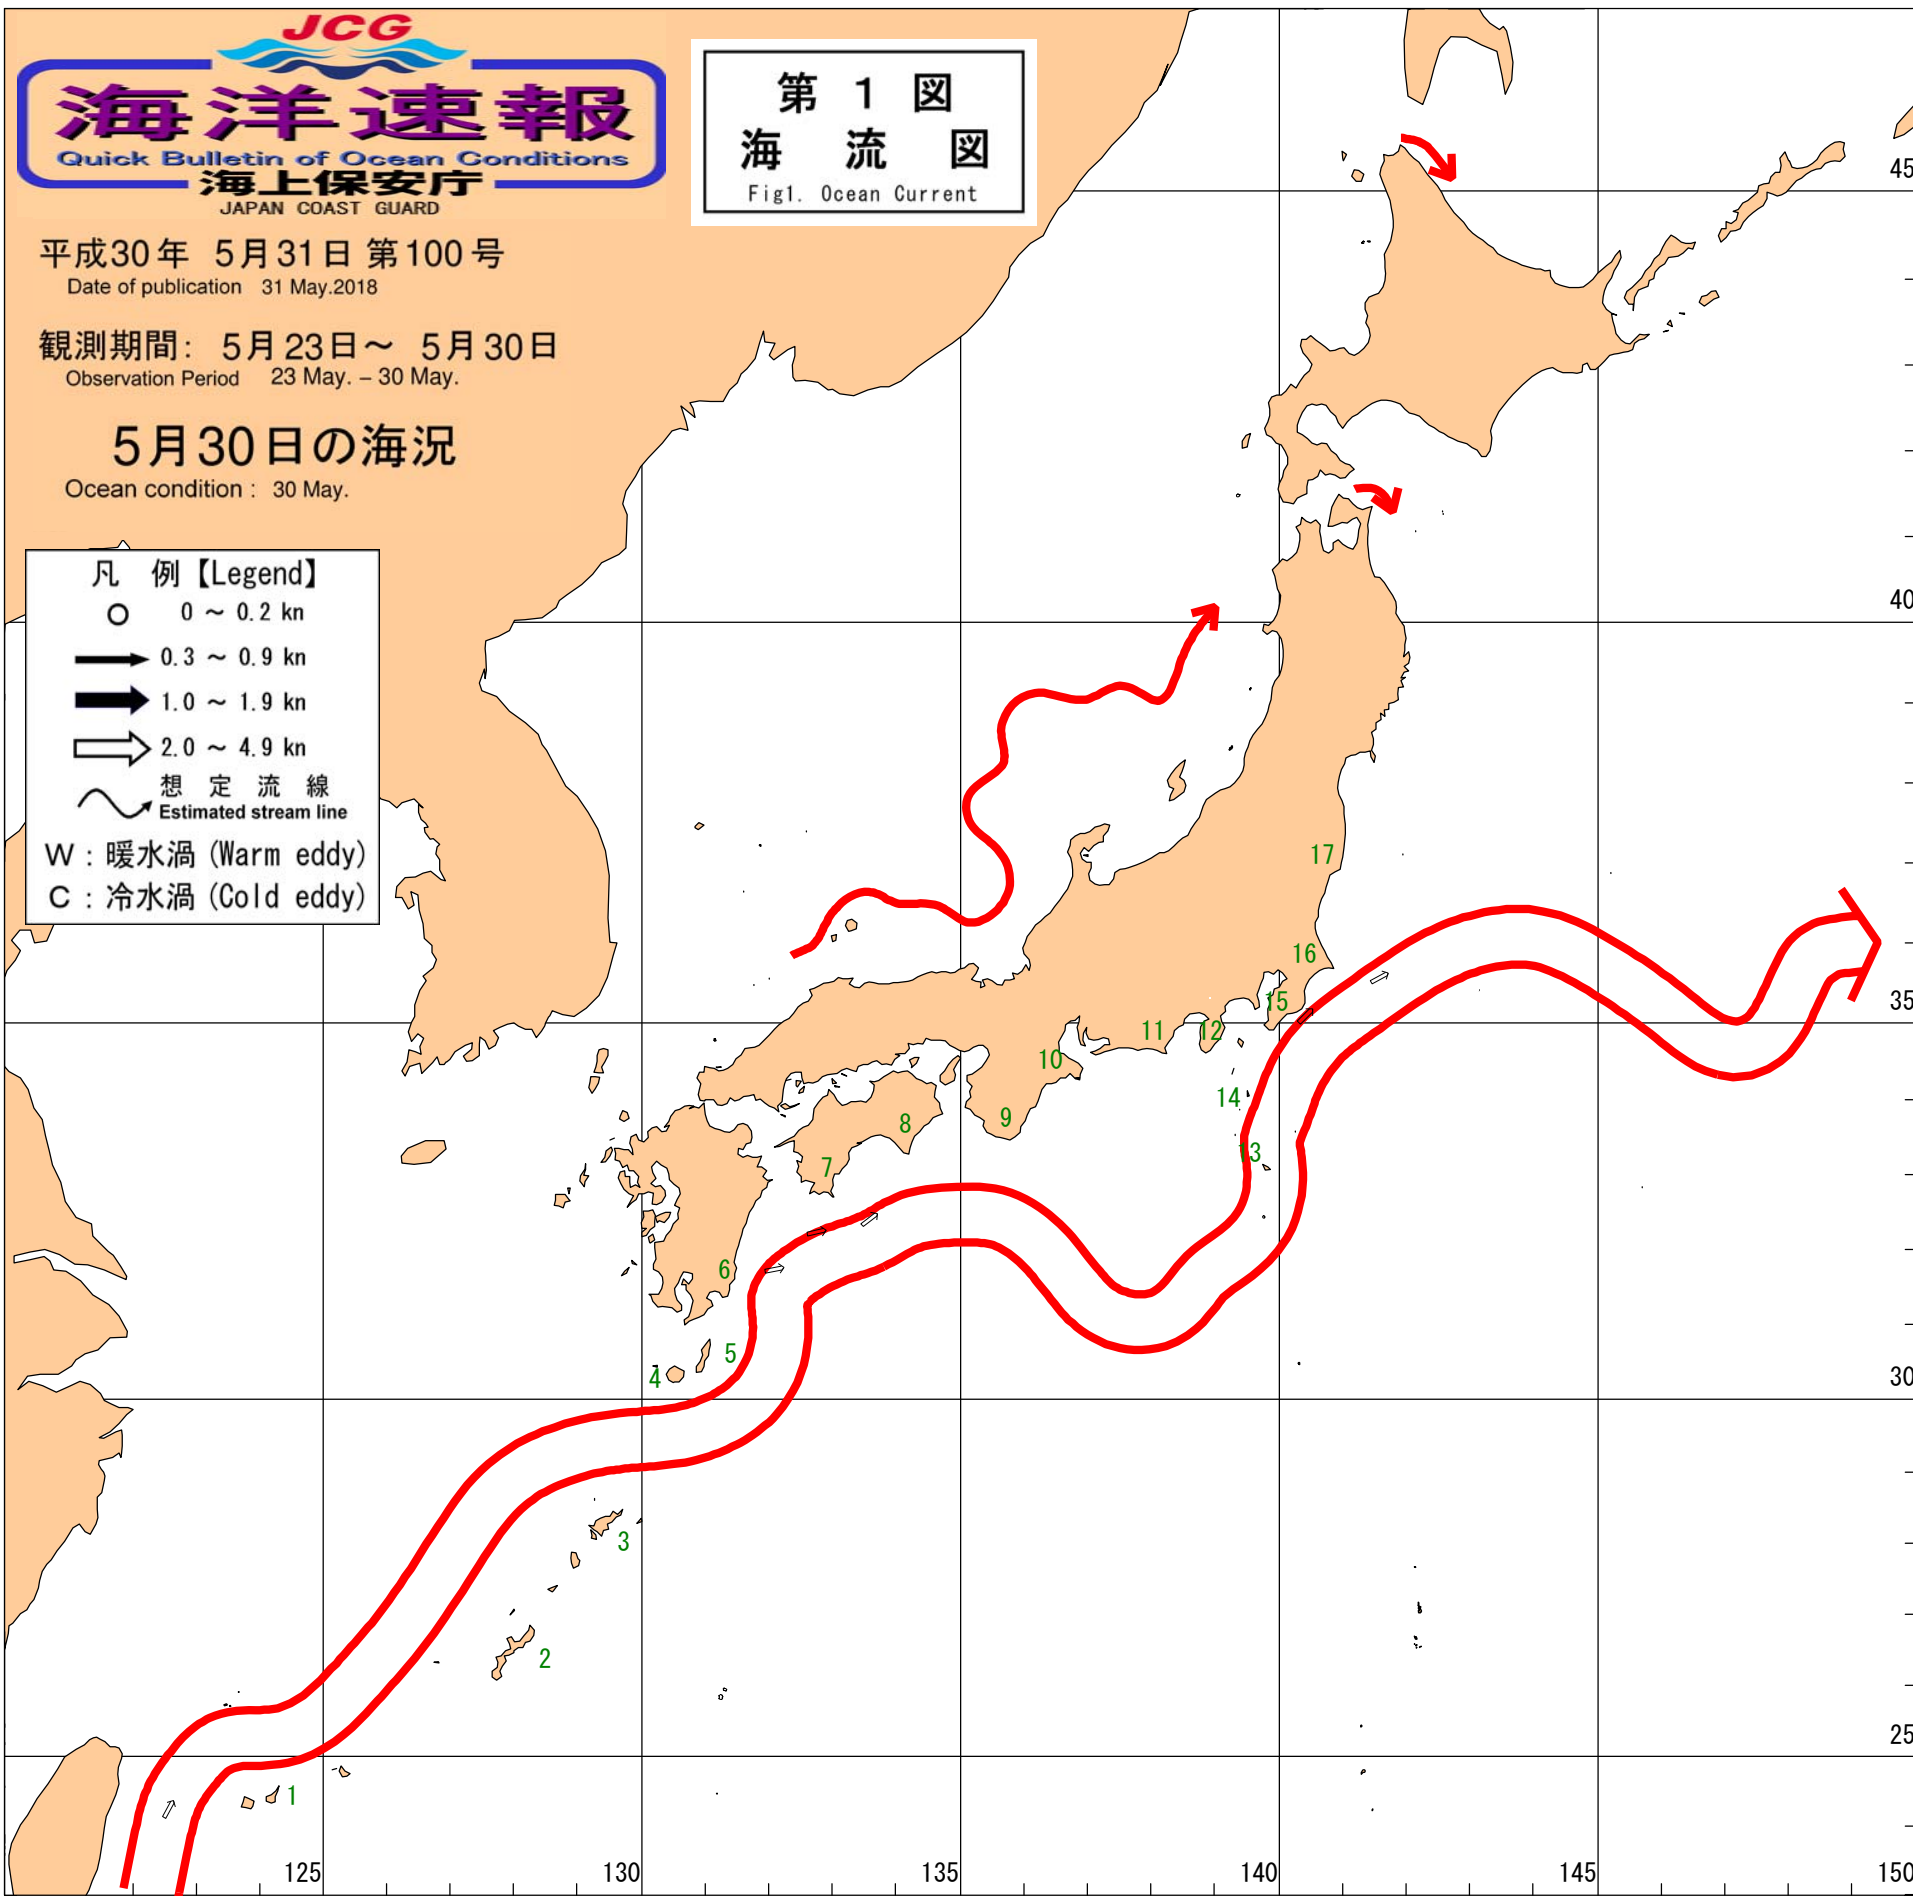 JCG
海洋速報
Quick Bulletin of Ocean Conditions
海上保安庁
JAPAN COAST GUARD
第 1 図
海 流 図
Fig1. Ocean Current
平成30年 5月31日 第100号
Date of publication 31 May.2018
観測期間: 5月23日～ 5月30日
Observation Period 23 May. – 30 May.
5月30日の海況
Ocean condition : 30 May.
凡 例【Legend】
0 ～ 0.2 kn
0.3 ～ 0.9 kn
1.0 ～ 1.9 kn
2.0 ～ 4.9 kn
想 定 流 線
Estimated stream line
W : 暖水渦 (Warm eddy)
C : 冷水渦 (Cold eddy)
45
40
17
16
35
15
12
11
10
14
9
8
13
7
6
5
4
30
3
2
25
1
125
130
135
140
145
150